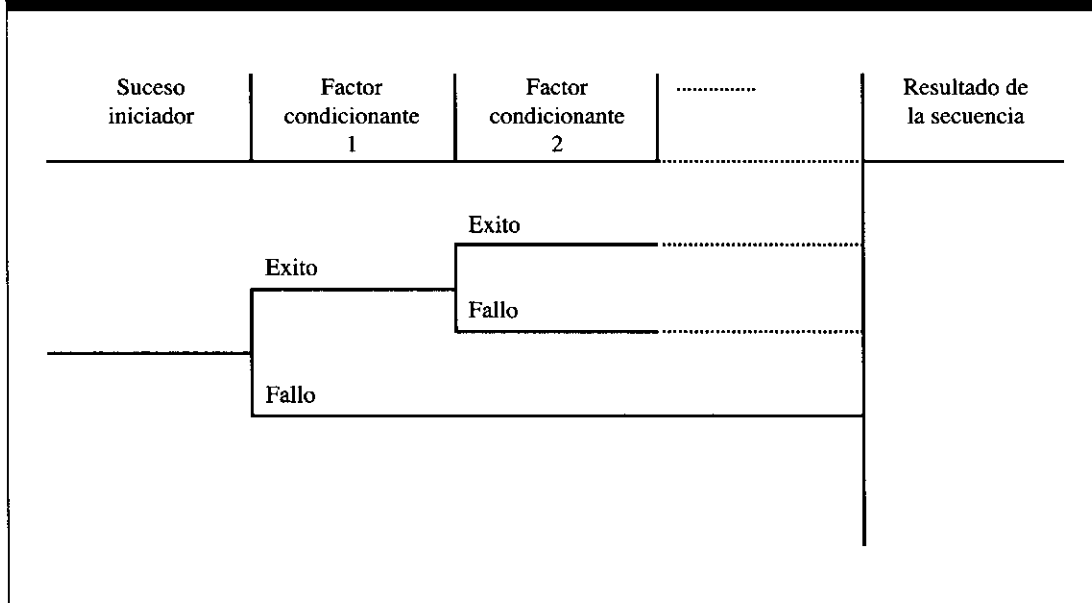 Suceso
iniciador
Factor
condicionante
1
Factor
condicionante
2
..............
Resultado de
la secuencia
Exito
Exito
Fallo
Fallo